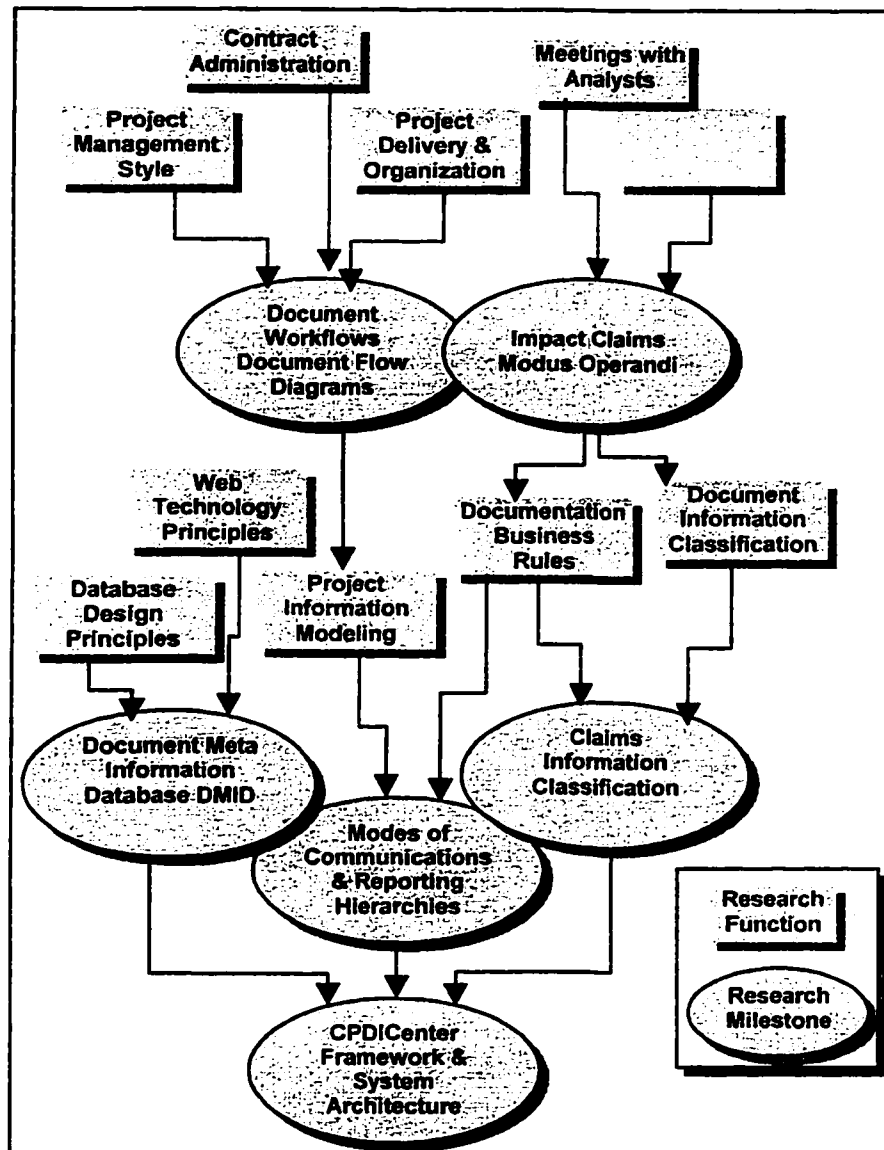 Contract
Administration
Meetings with
Analysts
Project
Management
Style
Project
Delivery &
Organization
Document
Workflows
Document Flow
Diagrams
Impact Claims
Modus Operandi
Web
Technology
Principles
Documentation
Business
Rules
Document
Information
Classification
Database
Design
Principles
Project
Information
Modeling
Document Meta
Information
Database DMID
Claims
Information
Classification
Modes of
Communications
& Reporting
Hierarchies
Research
Function
Research
Milestone
CPDICenter
Framework &
System
Architecture